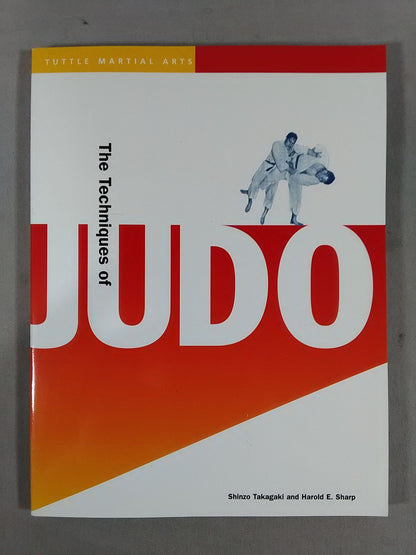 TUTTLE MARTIAL ARTS
The Techniques of
JUDO
Shinzo Takagaki and Harold E. Sharp